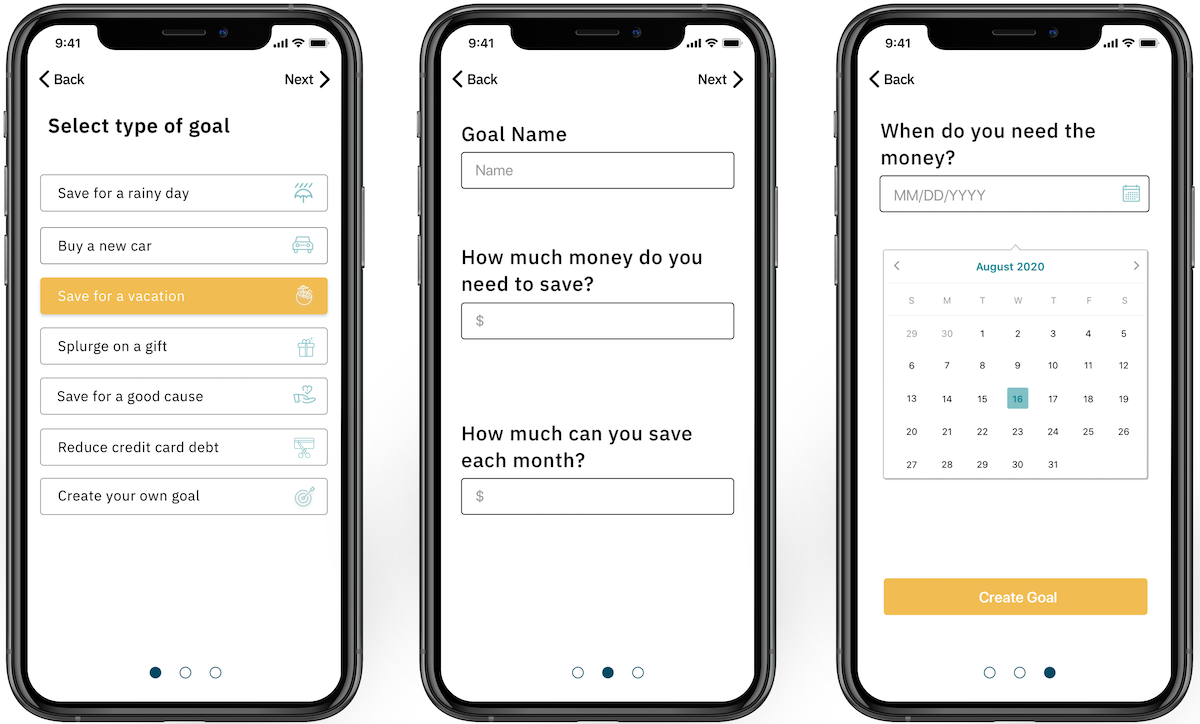 9:41
Back
Next
Select type of goal
Save for a rainy day
Buy a new car
Save for a vacation
Splurge on a gift
Save for a good cause
Reduce credit card debt
Create your own goal
9:41
Back
Next
Goal Name
Name
How much money do you
need to save?
$
How much can you save
each month?
$
9:41
Back
When do you need the
money?
MM/DD/YYYY
August 2020
S M T W T F S
29 30 1 2 3 4 5
6 7 8 9 10 11 12
13 14 15 16 17 18 19
20 21 22 23 24 25 26
27 28 29 30 31
Create Goal